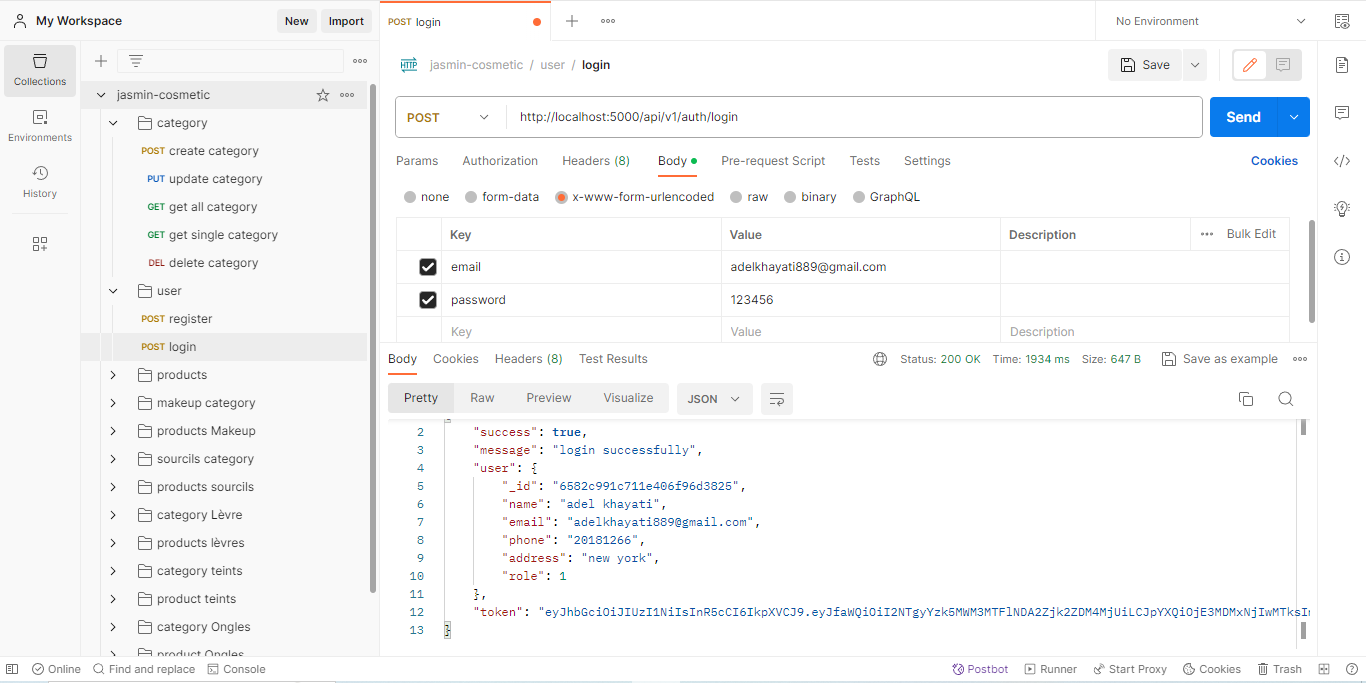 My Workspace
New
Import
POST login
No Environment
Collections
Environments
History
jasmin-cosmetic
category
POST create category
PUT update category
GET get all category
GET get single category
DEL delete category
user
POST register
POST login
products
makeup category
products Makeup
sourcils category
products sourcils
category Lèvre
products lèvres
category teints
product teints
category Ongles
product Ongles
HTTP jasmin-cosmetic / user / login
Save
POST http://localhost:5000/api/v1/auth/login
Send
Params Authorization Headers (8) Body Pre-request Script Tests Settings Cookies
none form-data x-www-form-urlencoded raw binary GraphQL
Key Value Description Bulk Edit
email adelkhayati889@gmail.com
password 123456
Key Value Description
Body Cookies Headers (8) Test Results Status: 200 OK Time: 1934 ms Size: 647 B Save as example
Pretty Raw Preview Visualize JSON
2 "success": true,
3 "message": "login successfully",
4 "user": {
5 "_id": "6582c991c711e406f96d3825",
6 "name": "adel khayati",
7 "email": "adelkhayati889@gmail.com",
8 "phone": "20181266",
9 "address": "new york",
10 "role": 1
11 },
12 "token": "eyJhbGciOiJIUzI1NiIsInR5cCI6IkpXVCJ9.eyJfaWQiOiI2NTgyYzk5MWM3MTFlNDA2Zjk2ZDM4MjUiLCJpYXQiOjE3MDMxNjIwMTksIn
13 }
Online Find and replace Console Postbot Runner Start Proxy Cookies Trash